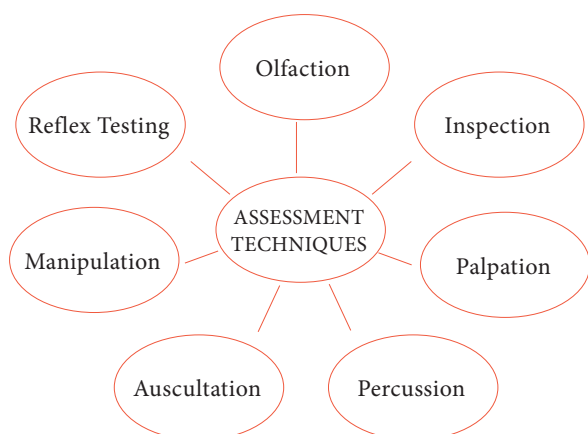 Olfaction
Reflex Testing
Inspection
ASSESSMENT
TECHNIQUES
Manipulation
Palpation
Auscultation
Percussion